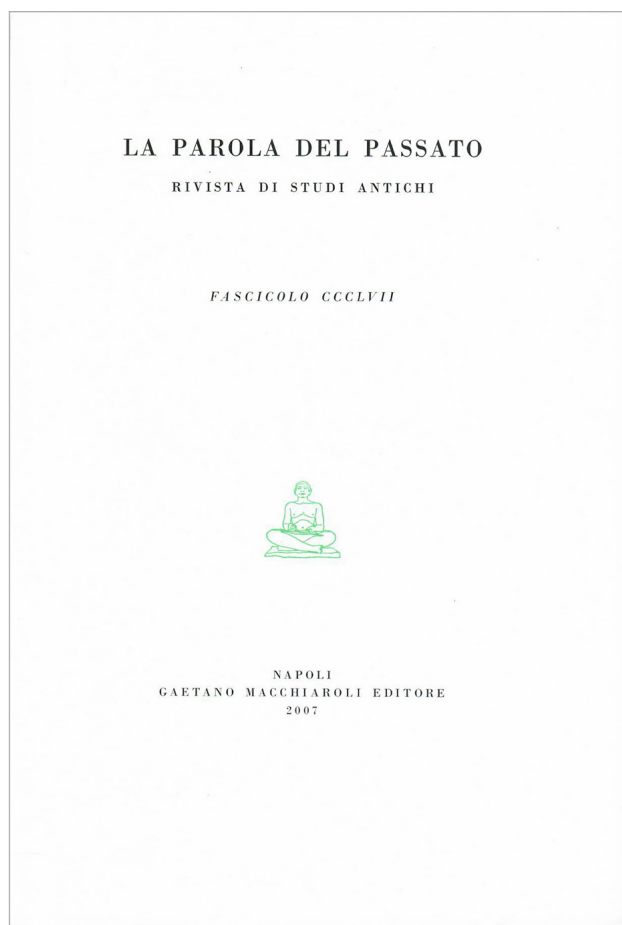 LA PAROLA DEL PASSATO
RIVISTA DI STUDI ANTICHI
FASCICOLO CCCLVII
NAPOLI
GAETANO MACCHIAROLI EDITORE
2007